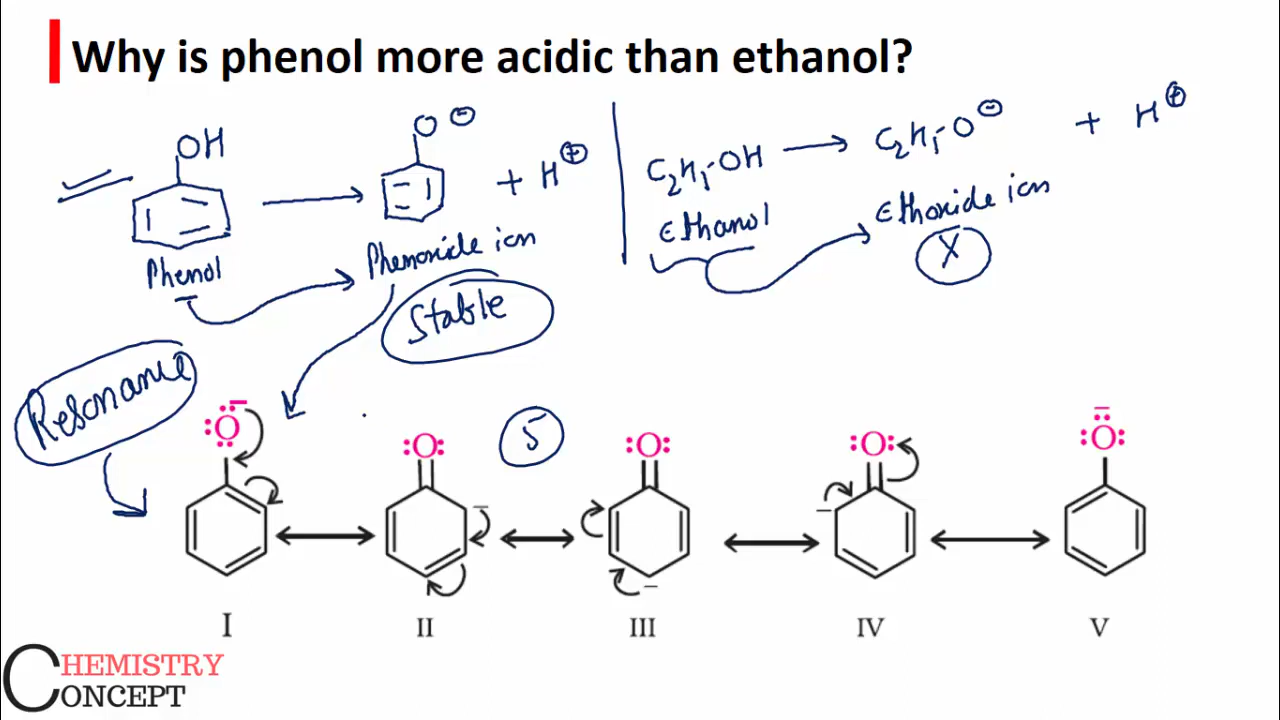 Why is phenol more acidic than ethanol?
OH
Phenol
O ⊖
+ H⊕
Phenoxide ion
Stable
C₂H₅-OH
Ethanol
C₂H₅-O⊖
+ H⊕
Ethoxide ion
X
Resonance
5
:Ö:⁻
:O:
:O:
:O:
:Ö:⁻
− − −
I II III IV V
CHEMISTRY
CONCEPT